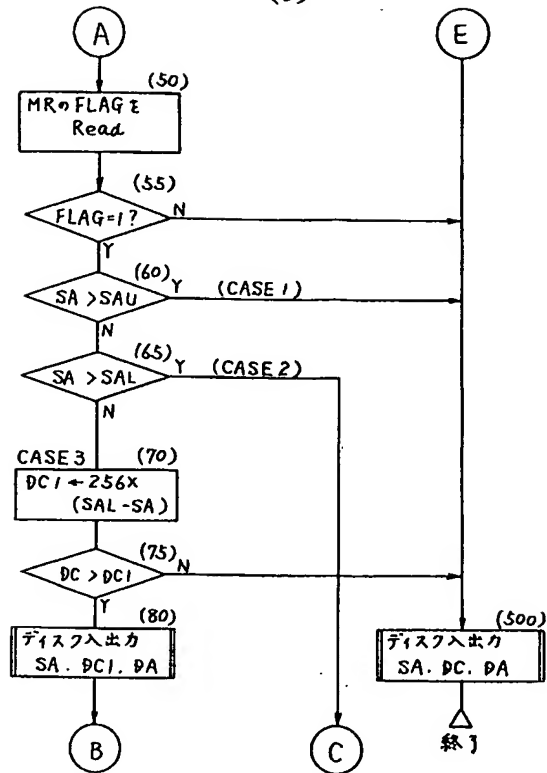 A
E
(50)
MRのFLAGを
Read
(55)
FLAG=1?
N
Y
(60)
SA>SAU
Y
(CASE 1)
N
(65)
SA>SAL
Y
(CASE 2)
N
CASE 3
(70)
DC1←256×
(SAL-SA)
(75)
DC>DC1
N
Y
(80)
ディスク入出力
SA. DC1. DA
(500)
ディスク入出力
SA. DC. DA
B
C
終了